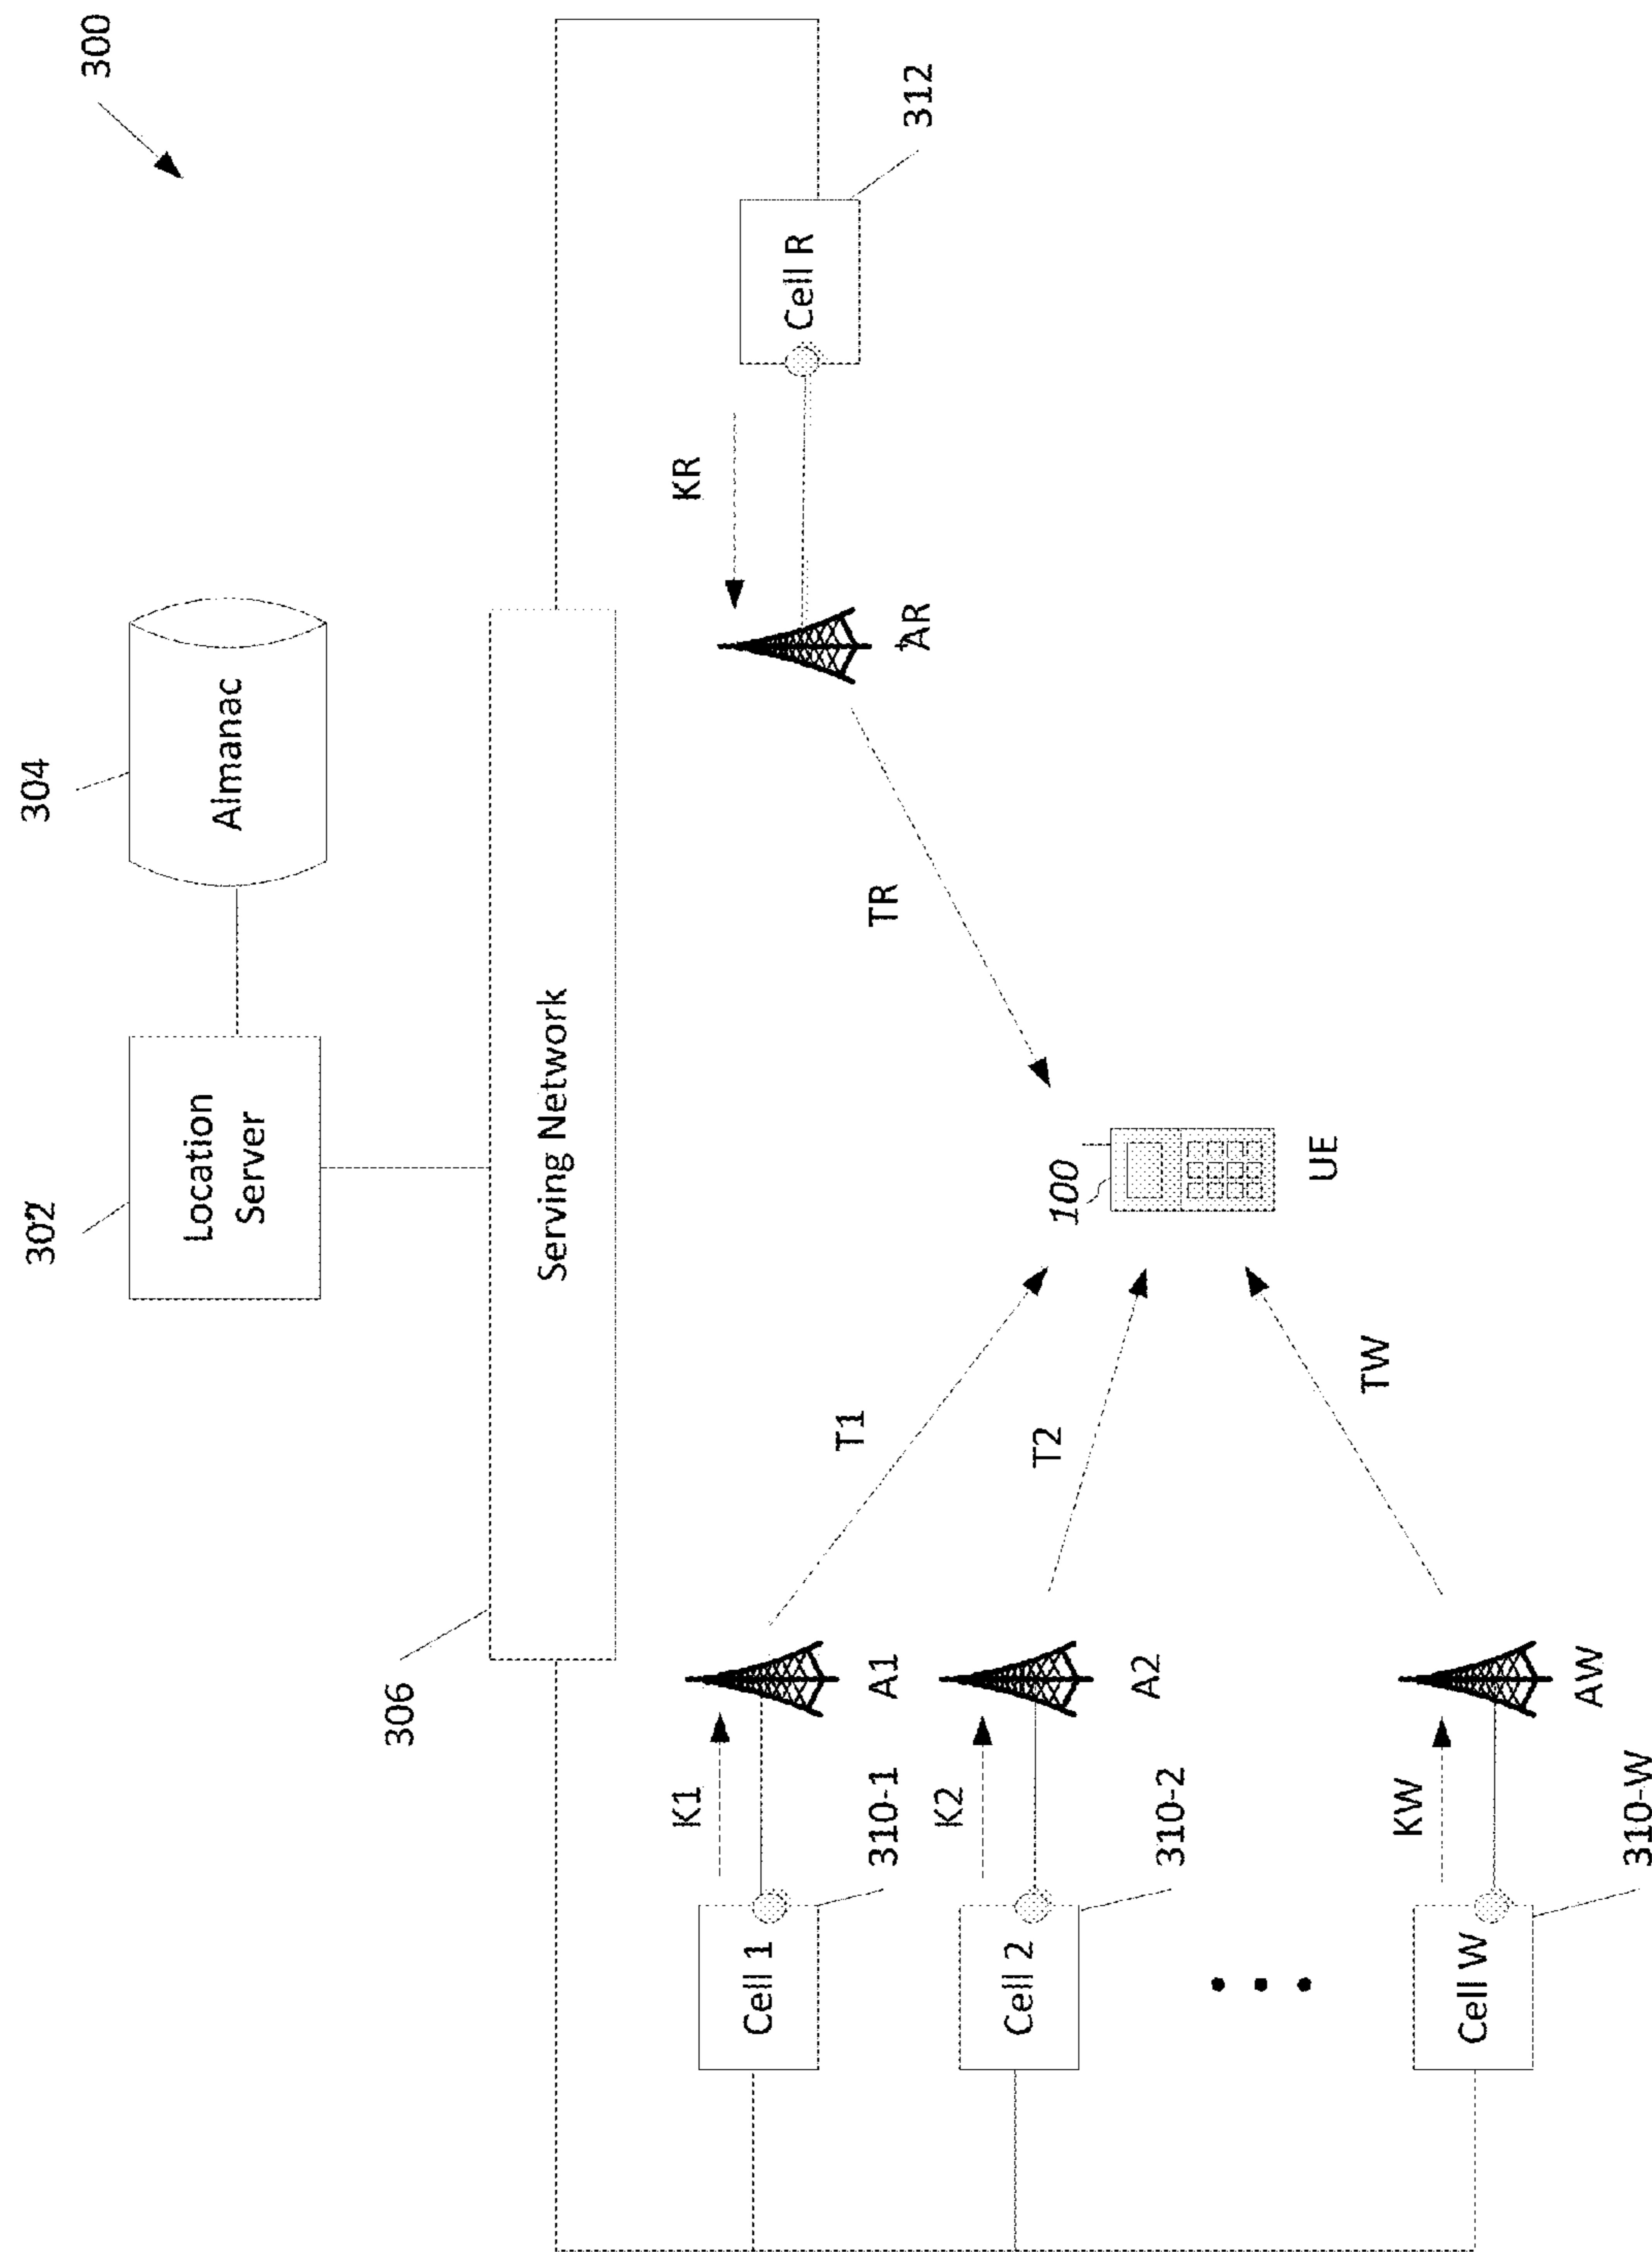 300
302
304
Location
Server
Almanac
306
Serving Network
K1
KR
Cell 1
A1
T1
TR
AR
Cell R
310-1
312
K2
Cell 2
A2
T2
100
310-2
UE
TW
KW
Cell W
AW
310-W